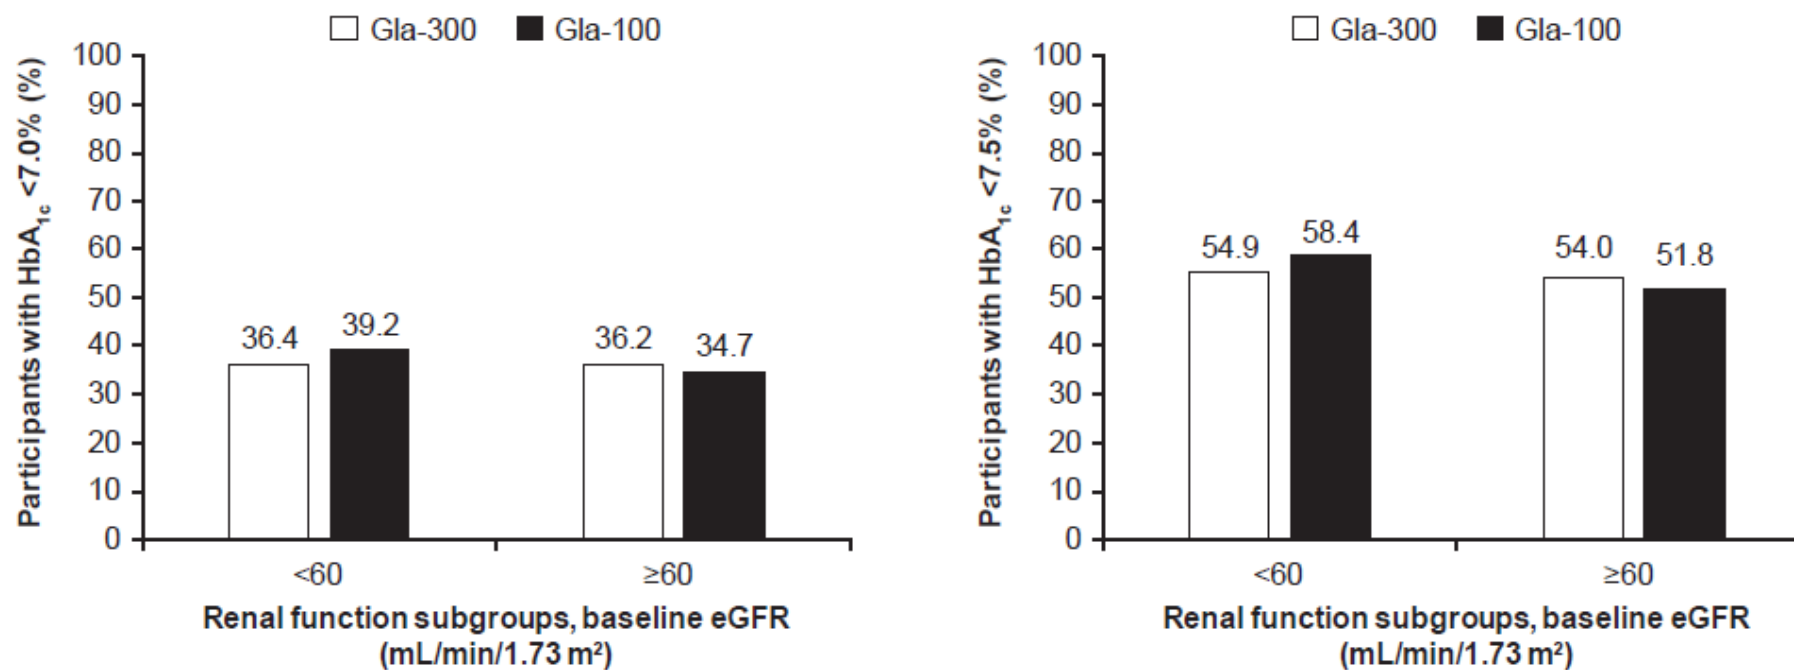 Gla-300 Gla-100
Participants with HbA1c <7.0% (%)
100
90
80
70
60
50
40
30
20
10
0
36.4 39.2 36.2 34.7
<60 ≥60
Renal function subgroups, baseline eGFR
(mL/min/1.73 m²)
Gla-300 Gla-100
Participants with HbA1c <7.5% (%)
100
90
80
70
60
50
40
30
20
10
0
54.9 58.4 54.0 51.8
<60 ≥60
Renal function subgroups, baseline eGFR
(mL/min/1.73 m²)